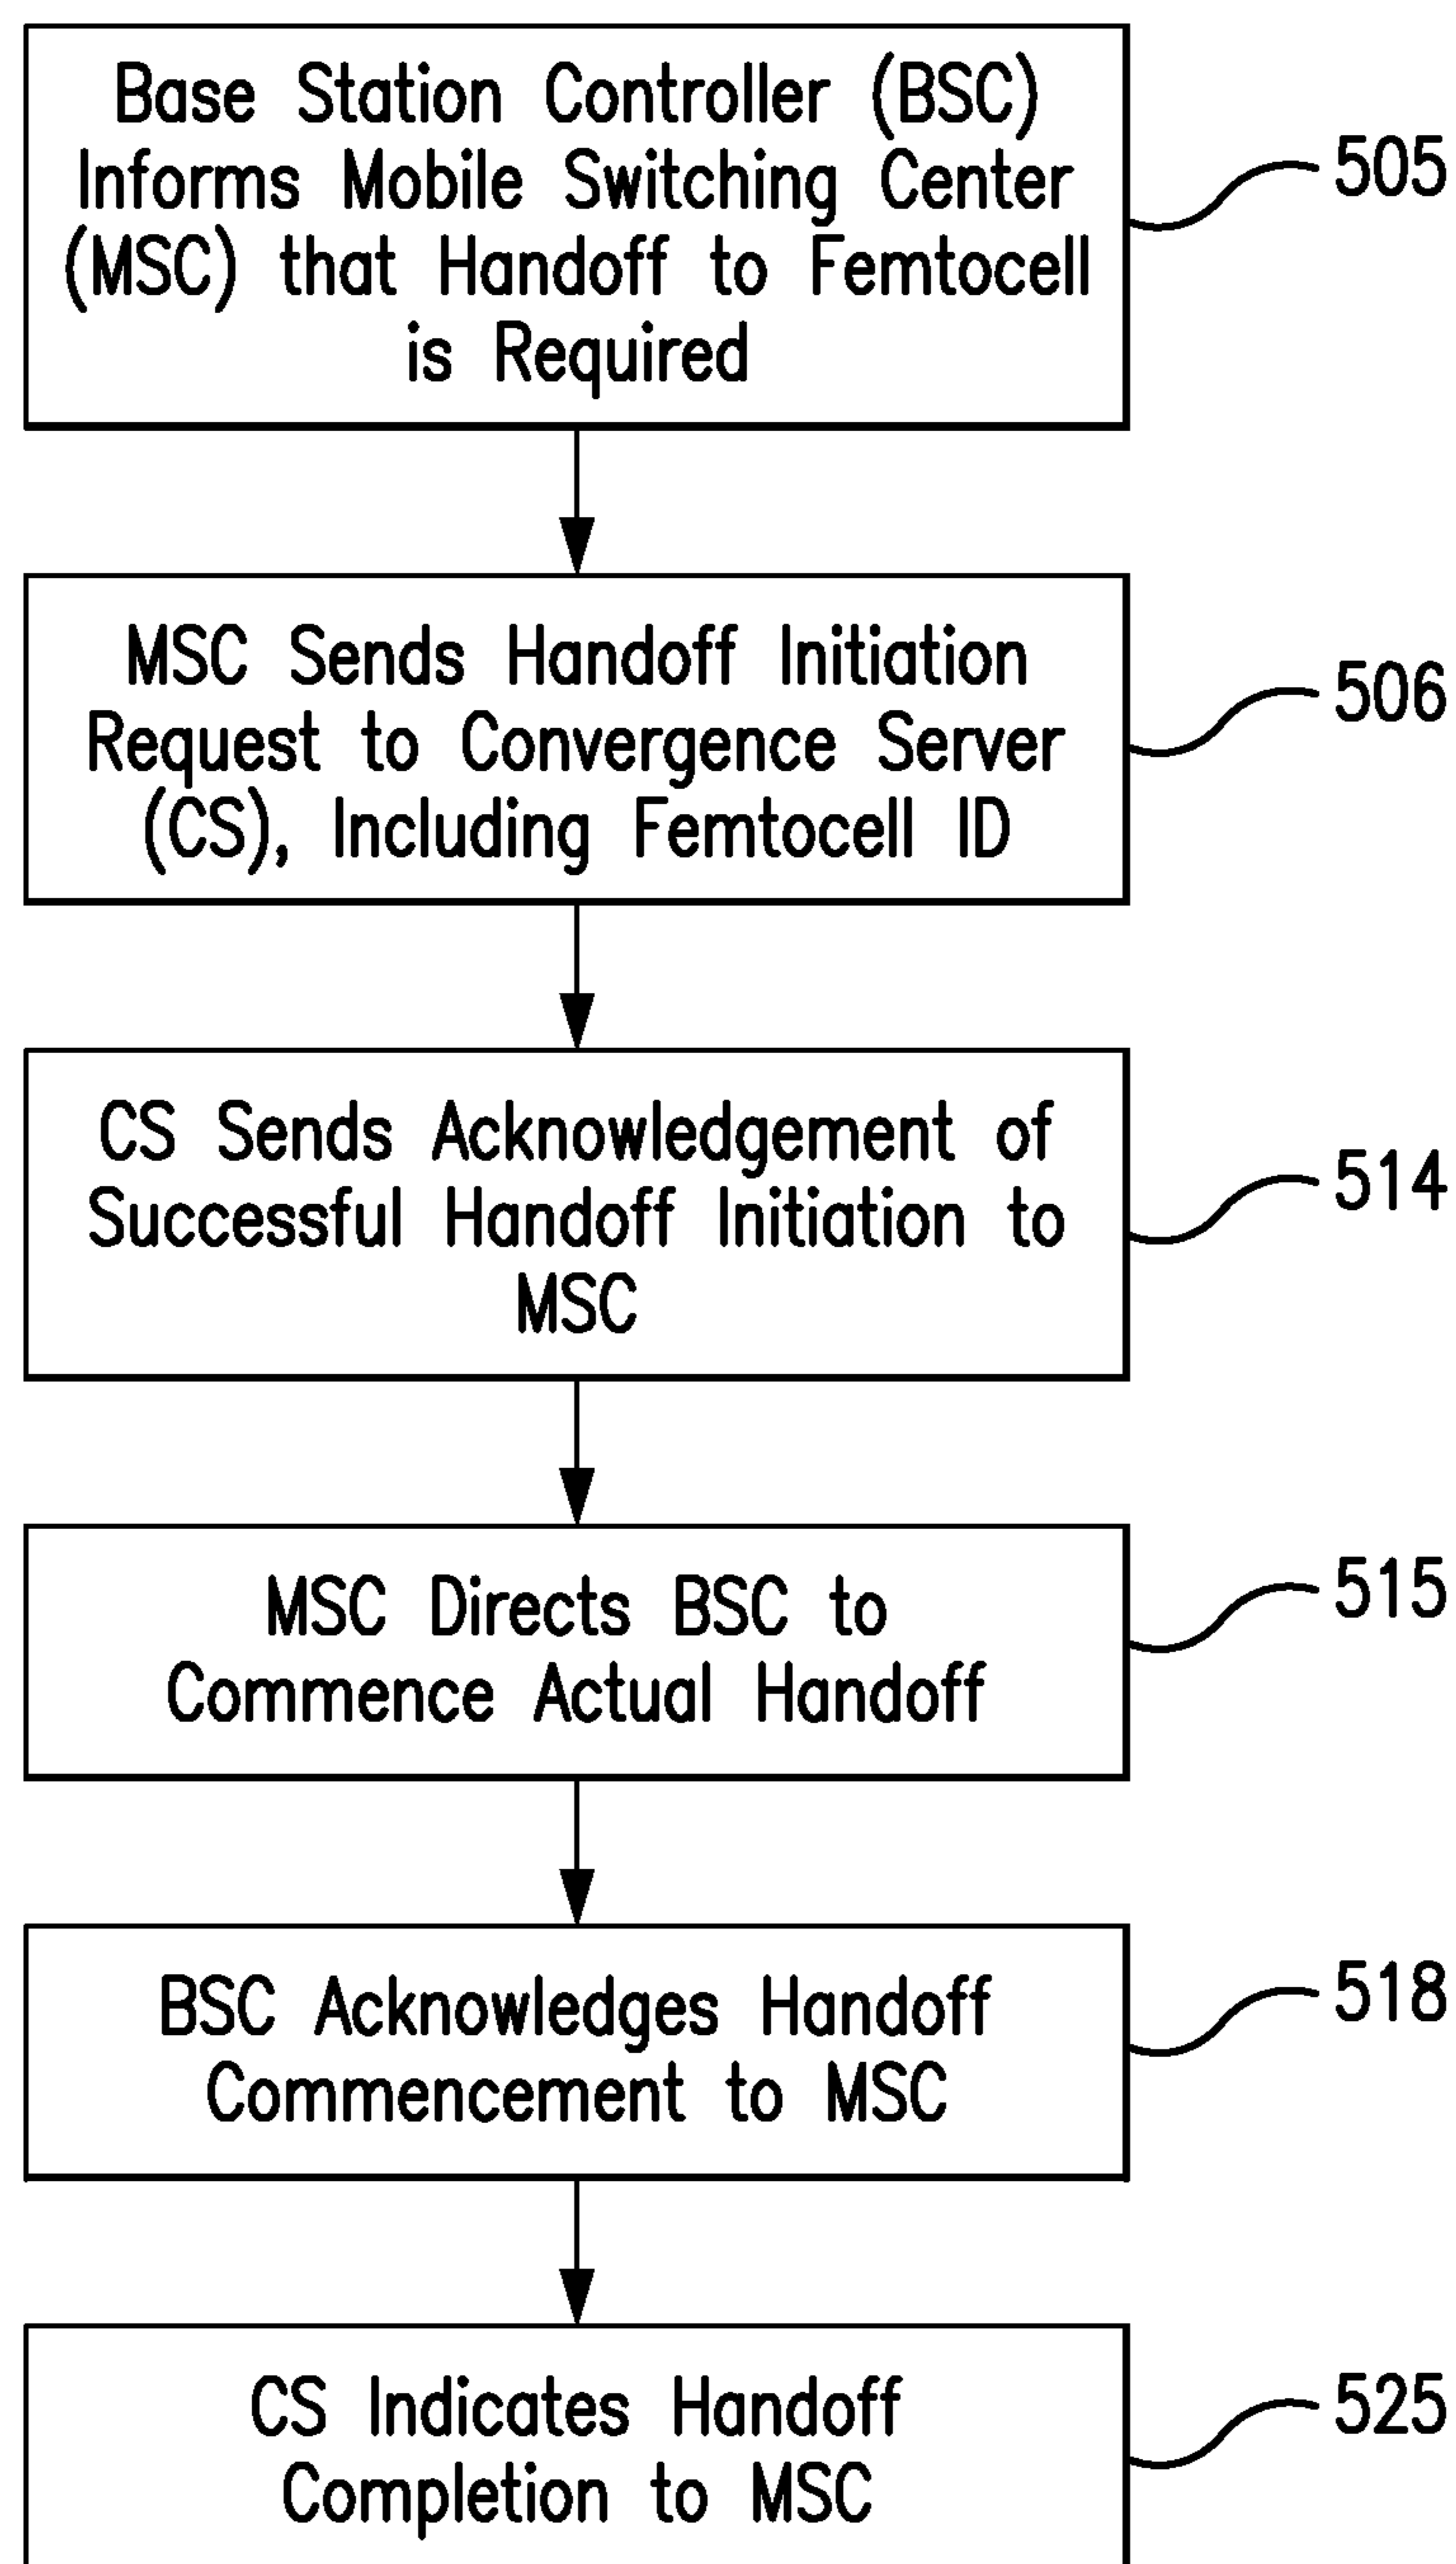 Base Station Controller (BSC)
Informs Mobile Switching Center
(MSC) that Handoff to Femtocell
is Required
505
MSC Sends Handoff Initiation
Request to Convergence Server
(CS), Including Femtocell ID
506
CS Sends Acknowledgement of
Successful Handoff Initiation to
MSC
514
MSC Directs BSC to
Commence Actual Handoff
515
BSC Acknowledges Handoff
Commencement to MSC
518
CS Indicates Handoff
Completion to MSC
525